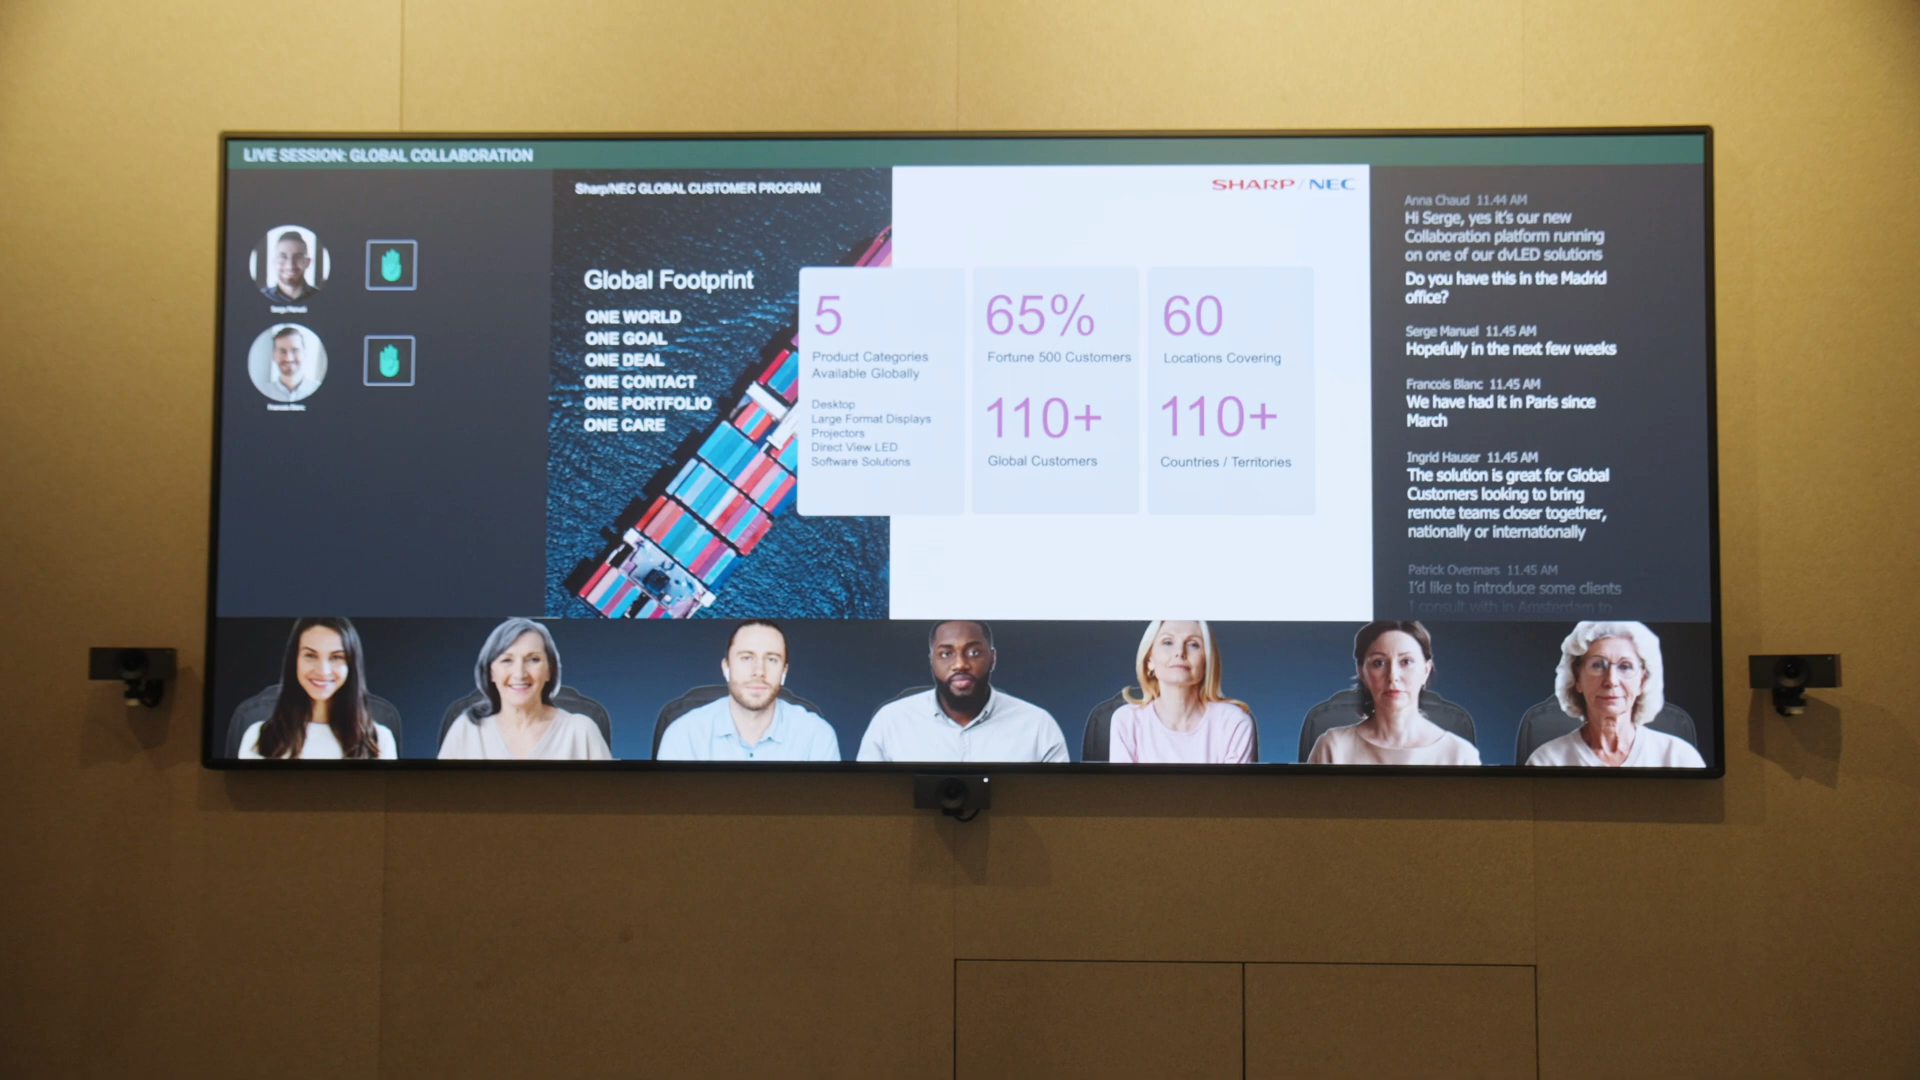 LIVE SESSION: GLOBAL COLLABORATION
Sharp/NEC GLOBAL CUSTOMER PROGRAM
Global Footprint
ONE WORLD
ONE GOAL
ONE DEAL
ONE CONTACT
ONE PORTFOLIO
ONE CARE
SHARP/NEC
5
Product Categories
Available Globally
Desktop
Large Format Displays
Projectors
Direct View LED
Software Solutions
65%
Fortune 500 Customers
110+
Global Customers
60
Locations Covering
110+
Countries / Territories
Anna Chaud 11.44 AM
Hi Serge, yes it's our new
Collaboration platform running
on one of our dvLED solutions
Do you have this in the Madrid
office?
Serge Manuel 11.45 AM
Hopefully in the next few weeks
Francois Blanc 11.45 AM
We have had it in Paris since
March
Ingrid Hauser 11.45 AM
The solution is great for Global
Customers looking to bring
remote teams closer together,
nationally or internationally
Patrick Overmars 11.45 AM
I'd like to introduce some clients
I consult with in Amsterdam to